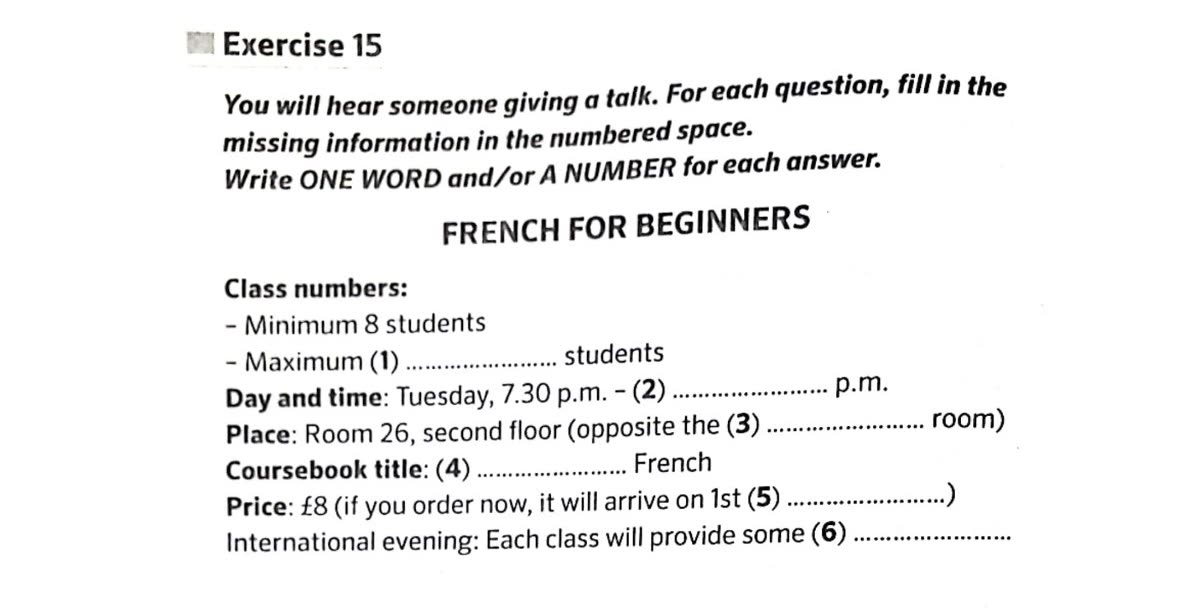 Exercise 15
You will hear someone giving a talk. For each question, fill in the
missing information in the numbered space.
Write ONE WORD and/or A NUMBER for each answer.
FRENCH FOR BEGINNERS
Class numbers:
- Minimum 8 students
- Maximum (1) ........................ students
Day and time: Tuesday, 7.30 p.m. – (2) ........................ p.m.
Place: Room 26, second floor (opposite the (3) ........................ room)
Coursebook title: (4) ........................ French
Price: £8 (if you order now, it will arrive on 1st (5) ........................)
International evening: Each class will provide some (6) ........................